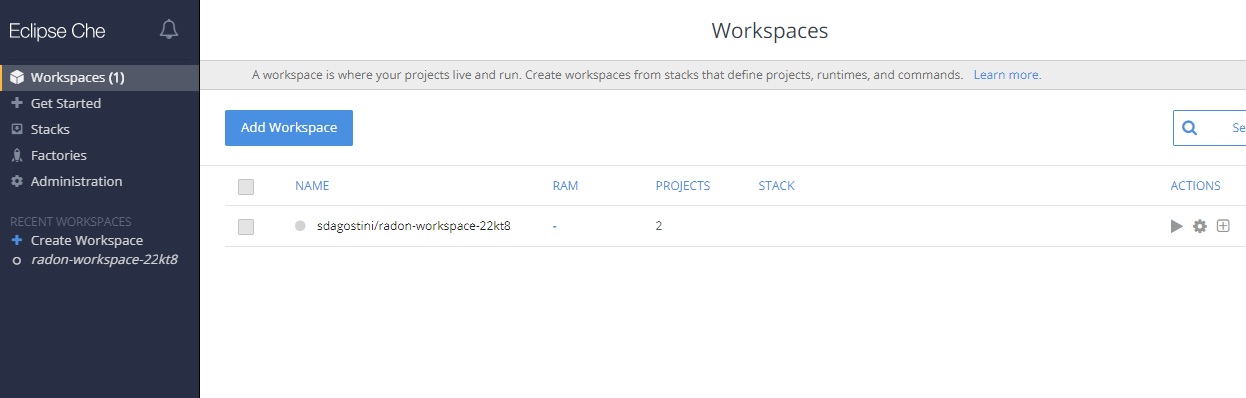 Eclipse Che
Workspaces (1)
Get Started
Stacks
Factories
Administration
RECENT WORKSPACES
Create Workspace
radon-workspace-22kt8
Workspaces
A workspace is where your projects live and run. Create workspaces from stacks that define projects, runtimes, and commands. Learn more.
Add Workspace
Se
NAME RAM PROJECTS STACK ACTIONS
sdagostini/radon-workspace-22kt8 - 2